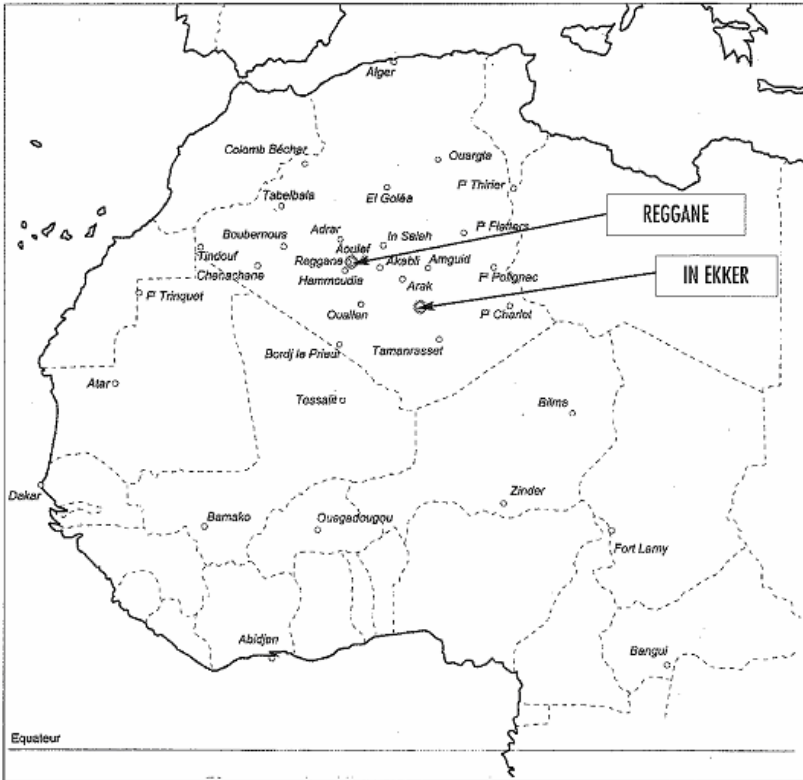 Alger
Colomb Béchar
Ouargla
El Goléa
Fᵗ Thirier
Tabelbala
REGGANE
Boubernous
Adrar
In Salah
Fᵗ Flatters
Aoulef
Tindouf
Reggane
Akabli
Amguid
Chenachane
Hammoudia
Fᵗ Polignac
IN EKKER
Arak
Fᵗ Trinquet
Ouallen
Fᵗ Charlet
Bordj le Prieur
Tamanrasset
Atar
Tessalit
Bilma
Dakar
Zinder
Bamako
Ouagadougou
Fort Lamy
Abidjan
Bangui
Equateur